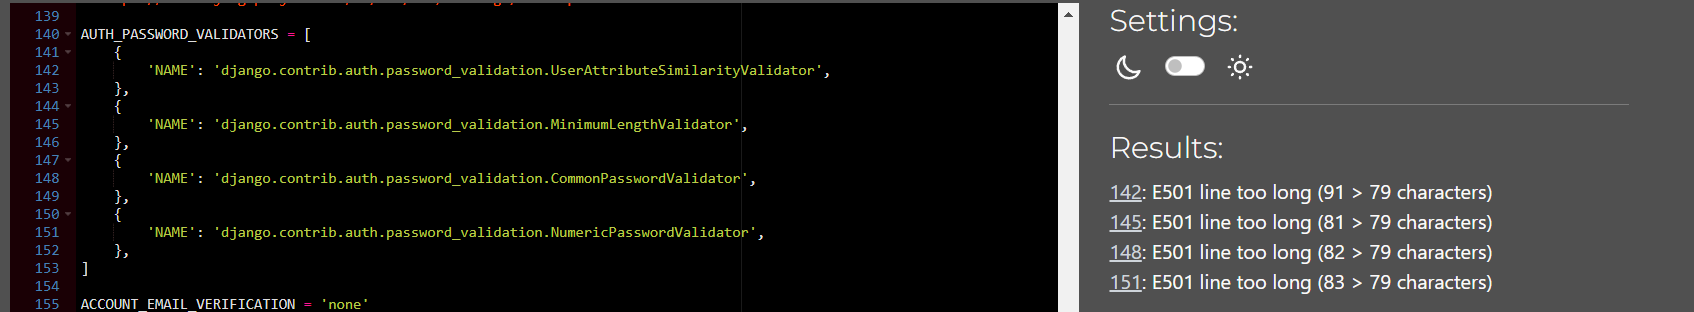 139
140 AUTH_PASSWORD_VALIDATORS = [
141     {
142         'NAME': 'django.contrib.auth.password_validation.UserAttributeSimilarityValidator',
143     },
144     {
145         'NAME': 'django.contrib.auth.password_validation.MinimumLengthValidator',
146     },
147     {
148         'NAME': 'django.contrib.auth.password_validation.CommonPasswordValidator',
149     },
150     {
151         'NAME': 'django.contrib.auth.password_validation.NumericPasswordValidator',
152     },
153 ]
154
155 ACCOUNT_EMAIL_VERIFICATION = 'none'
Settings:
Results:
142: E501 line too long (91 > 79 characters)
145: E501 line too long (81 > 79 characters)
148: E501 line too long (82 > 79 characters)
151: E501 line too long (83 > 79 characters)